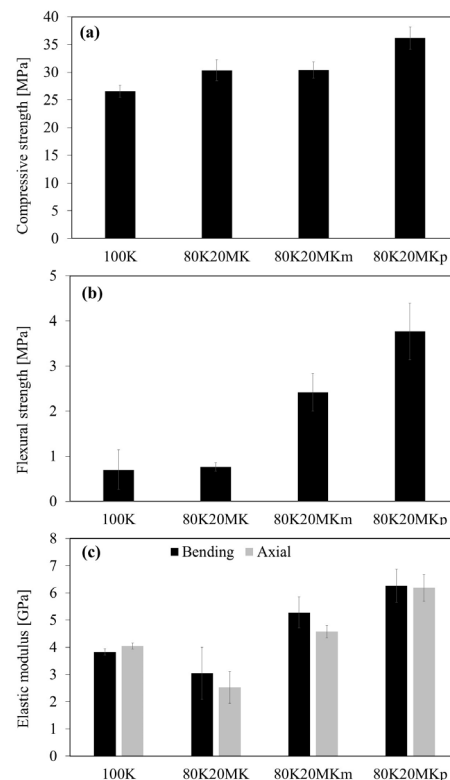 (a)
Compressive strength [MPa]
40
35
30
25
20
15
10
5
0
100K 80K20MK 80K20MKm 80K20MKp
(b)
Flexural strength [MPa]
5
4
3
2
1
0
100K 80K20MK 80K20MKm 80K20MKp
(c)
Bending Axial
Elastic modulus [GPa]
8
7
6
5
4
3
2
1
0
100K 80K20MK 80K20MKm 80K20MKp